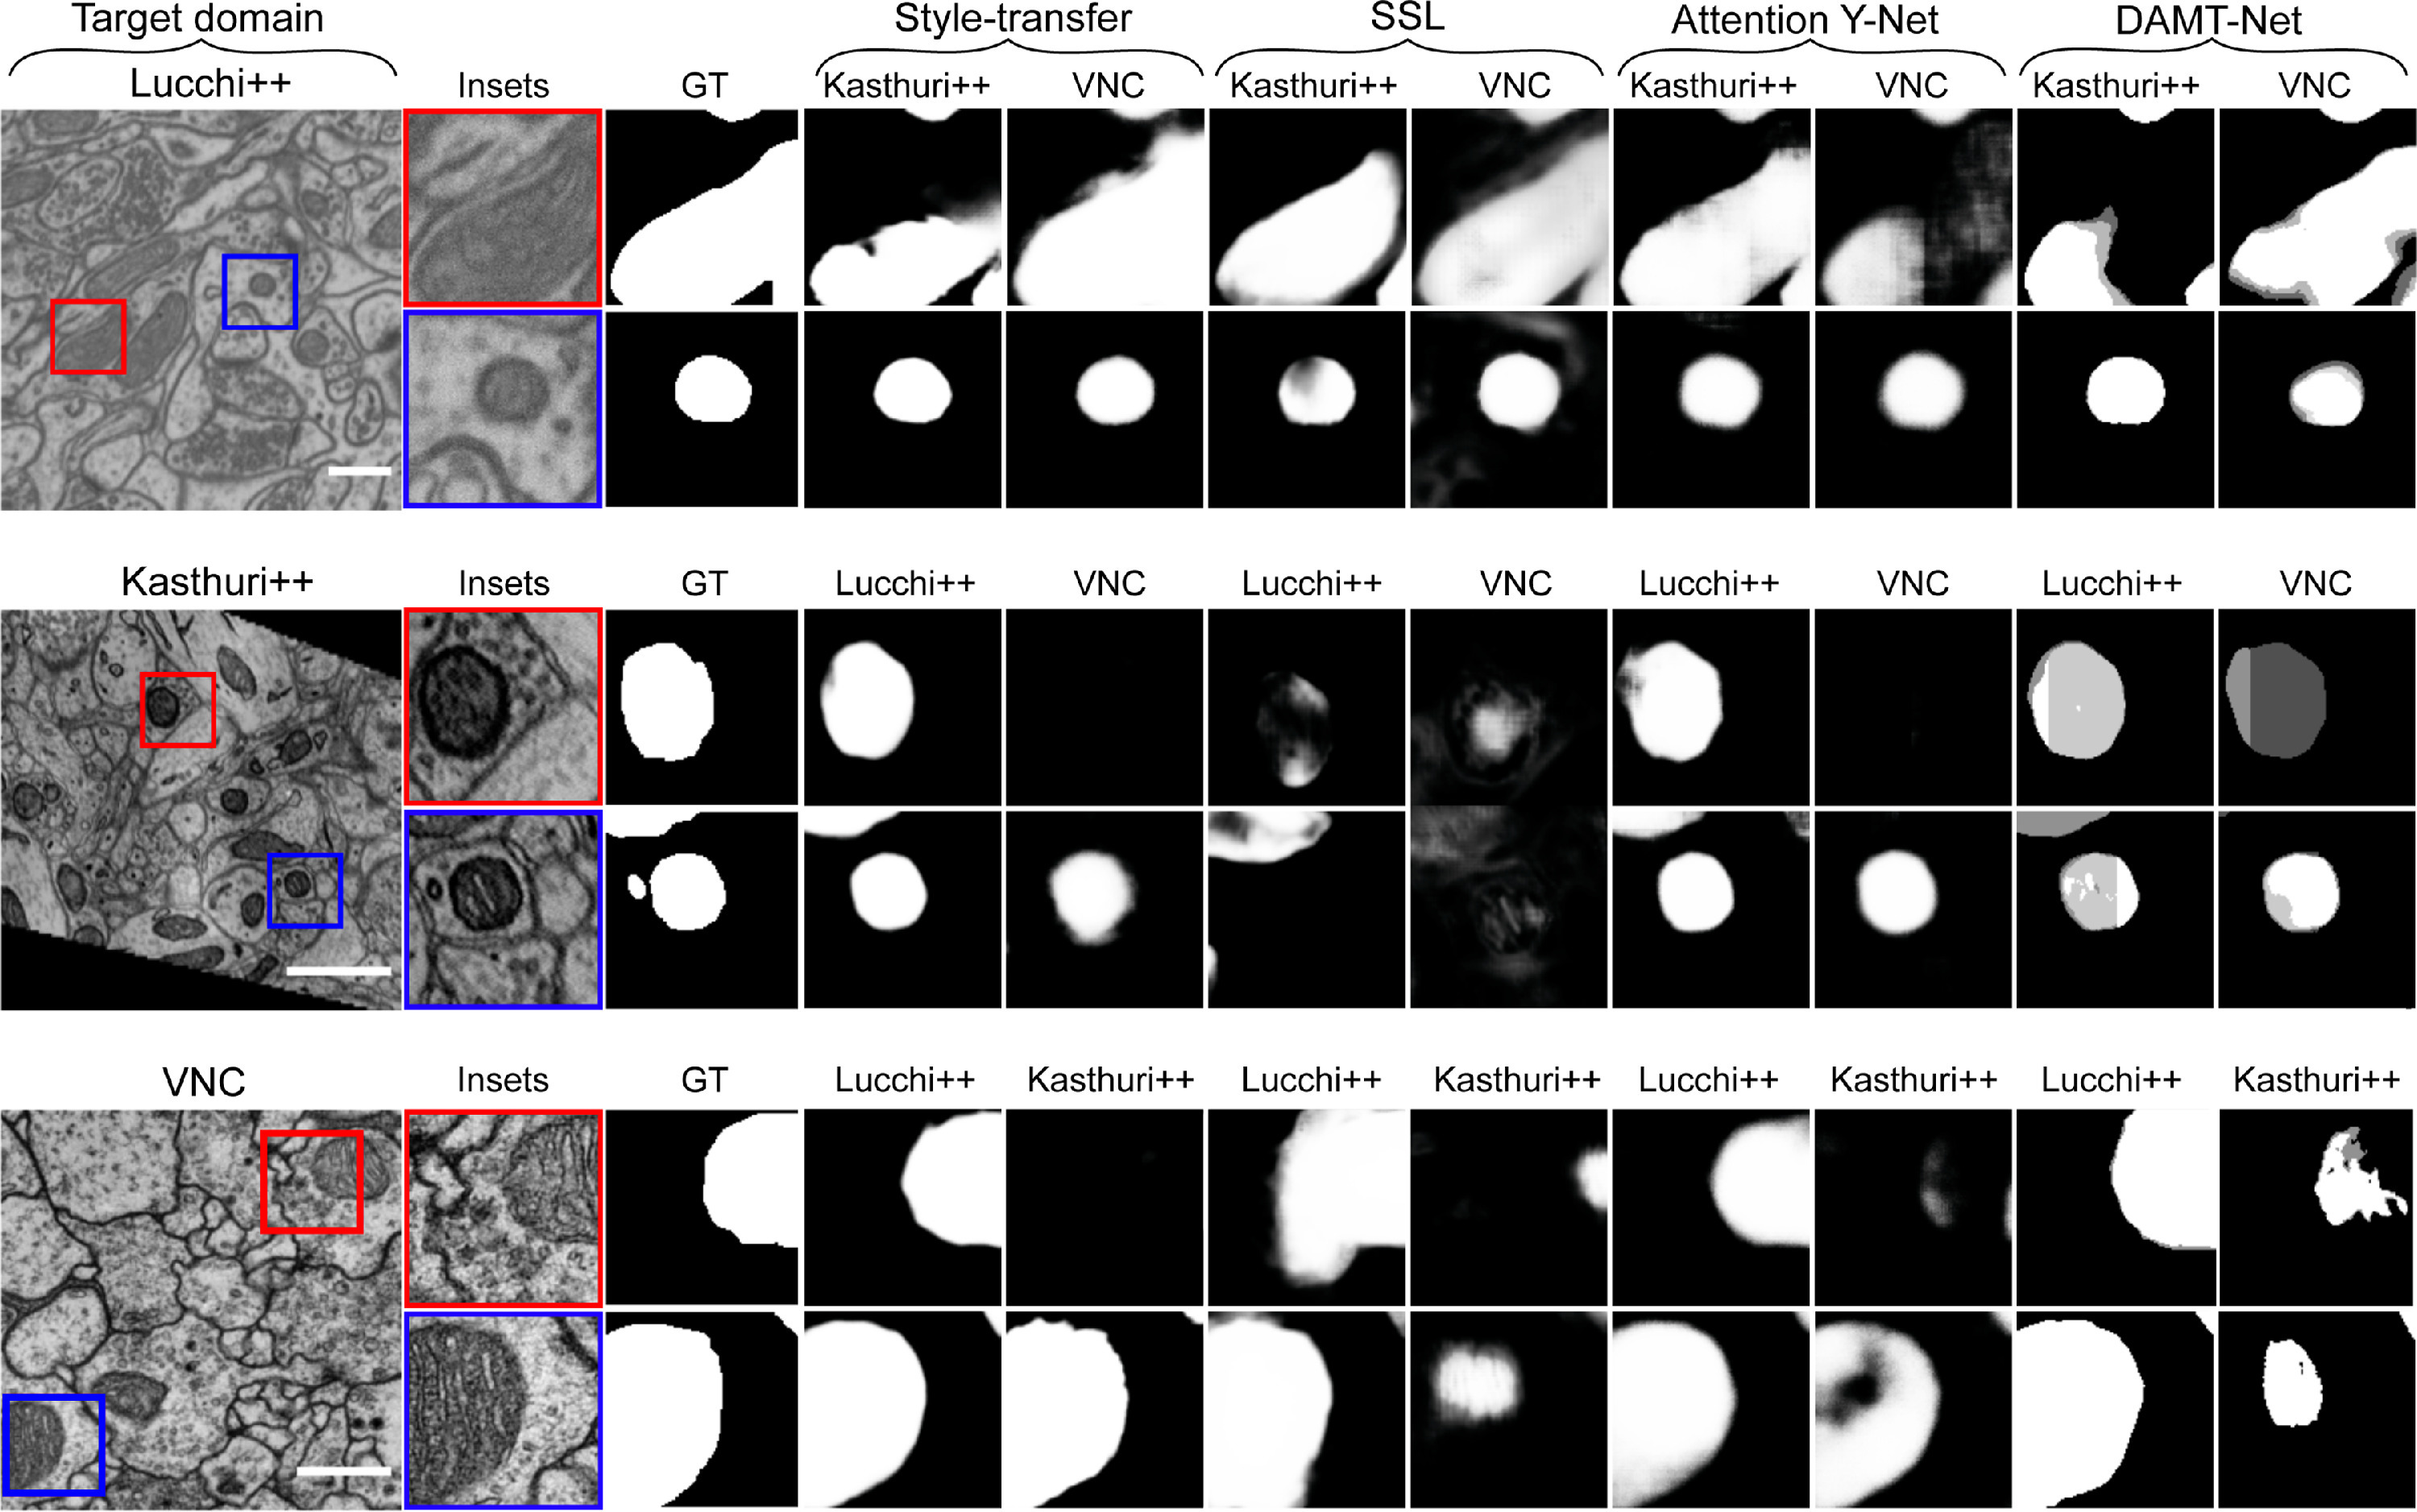 Target domain Style-transfer SSL Attention Y-Net DAMT-Net
Lucchi++ Insets GT Kasthuri++ VNC Kasthuri++ VNC Kasthuri++ VNC Kasthuri++ VNC
Kasthuri++ Insets GT Lucchi++ VNC Lucchi++ VNC Lucchi++ VNC Lucchi++ VNC
VNC Insets GT Lucchi++ Kasthuri++ Lucchi++ Kasthuri++ Lucchi++ Kasthuri++ Lucchi++ Kasthuri++